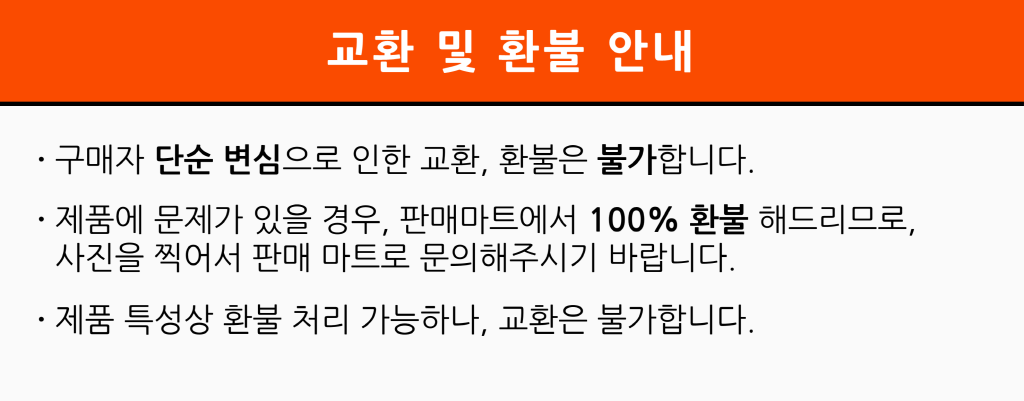 교환 및 환불 안내
· 구매자 단순 변심으로 인한 교환, 환불은 불가합니다.
· 제품에 문제가 있을 경우, 판매마트에서 100% 환불 해드리므로,
사진을 찍어서 판매 마트로 문의해주시기 바랍니다.
· 제품 특성상 환불 처리 가능하나, 교환은 불가합니다.